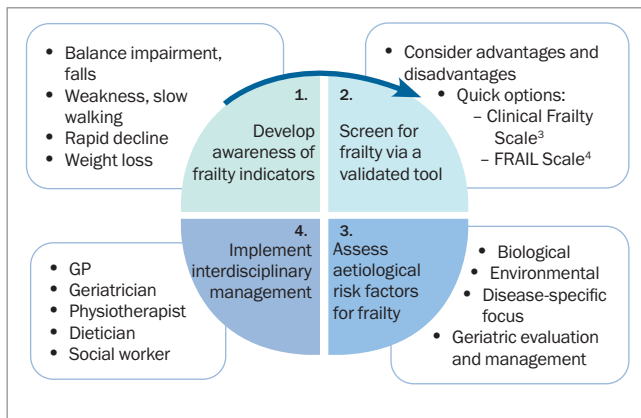 • Balance impairment,
falls
• Weakness, slow
walking
• Rapid decline
• Weight loss
1.
Develop
awareness of
frailty indicators
2.
Screen for
frailty via a
validated tool
• Consider advantages and
disadvantages
• Quick options:
– Clinical Frailty
Scale³
– FRAIL Scale⁴
4.
Implement
interdisciplinary
management
3.
Assess
aetiological
risk factors
for frailty
• GP
• Geriatrician
• Physiotherapist
• Dietician
• Social worker
• Biological
• Environmental
• Disease-specific
focus
• Geriatric evaluation
and management